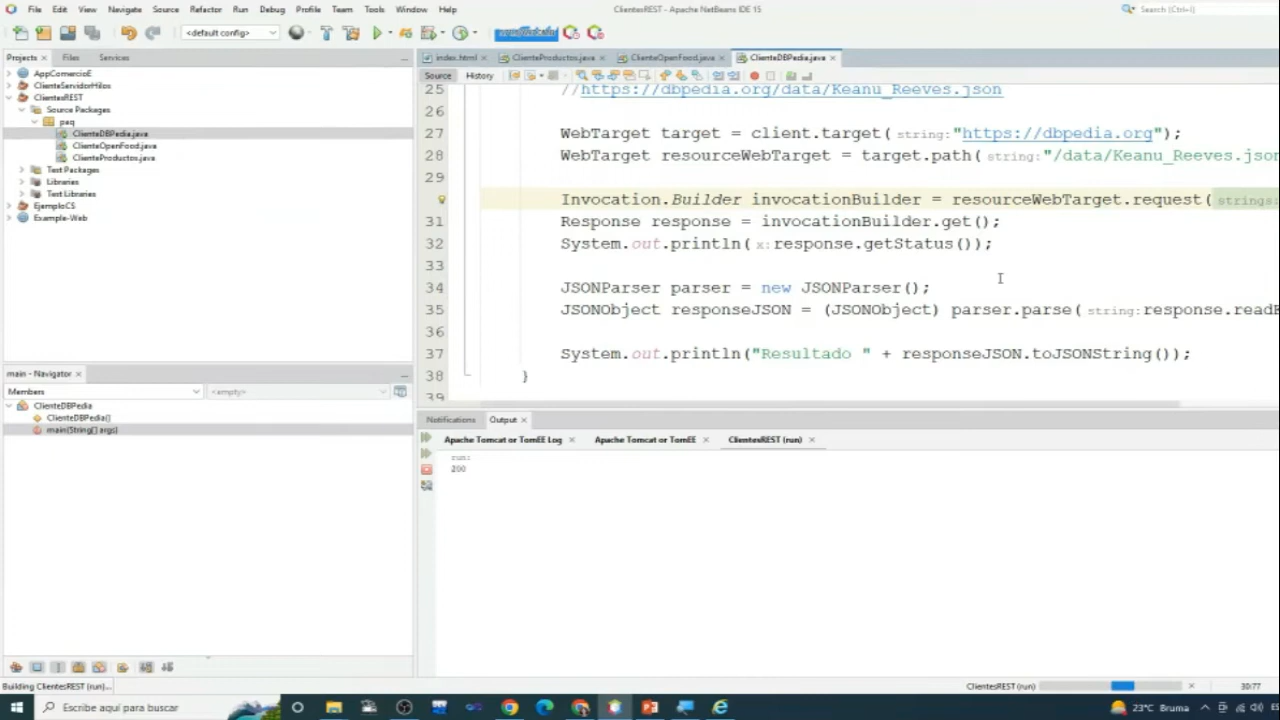 File Edit View Navigate Source Refactor Run Debug Profile Team Tools Window Help
ClientesREST - Apache NetBeans IDE 15
Search (Ctrl+I)
<default config>
Projects Files Services
index.html ClienteProductos.java ClienteOpenFood.java ClienteDBPedia.java
Source History
AppComercioE
ClienteServidorHilos
ClientesREST
Source Packages
paq
ClienteDBPedia.java
ClienteOpenFood.java
ClienteProductos.java
Test Packages
Libraries
Test Libraries
EjemploCS
Example-Web
25 //https://dbpedia.org/data/Keanu_Reeves.json
26
27 WebTarget target = client.target( string: "https://dbpedia.org");
28 WebTarget resourceWebTarget = target.path( string: "/data/Keanu_Reeves.json
29
Invocation.Builder invocationBuilder = resourceWebTarget.request( strings:
31 Response response = invocationBuilder.get();
32 System.out.println( x: response.getStatus());
33
34 JSONParser parser = new JSONParser();
35 JSONObject responseJSON = (JSONObject) parser.parse( string: response.readE
36
37 System.out.println("Resultado " + responseJSON.toJSONString());
38 }
39
main - Navigator
Members <empty>
ClienteDBPedia
ClienteDBPedia()
main(String[] args)
Notifications Output
Apache Tomcat or TomEE Log Apache Tomcat or TomEE ClientesREST (run)
run:
200
Building ClientesREST (run)...
ClientesREST (run)
30:77
Escribe aquí para buscar
23°C Bruma